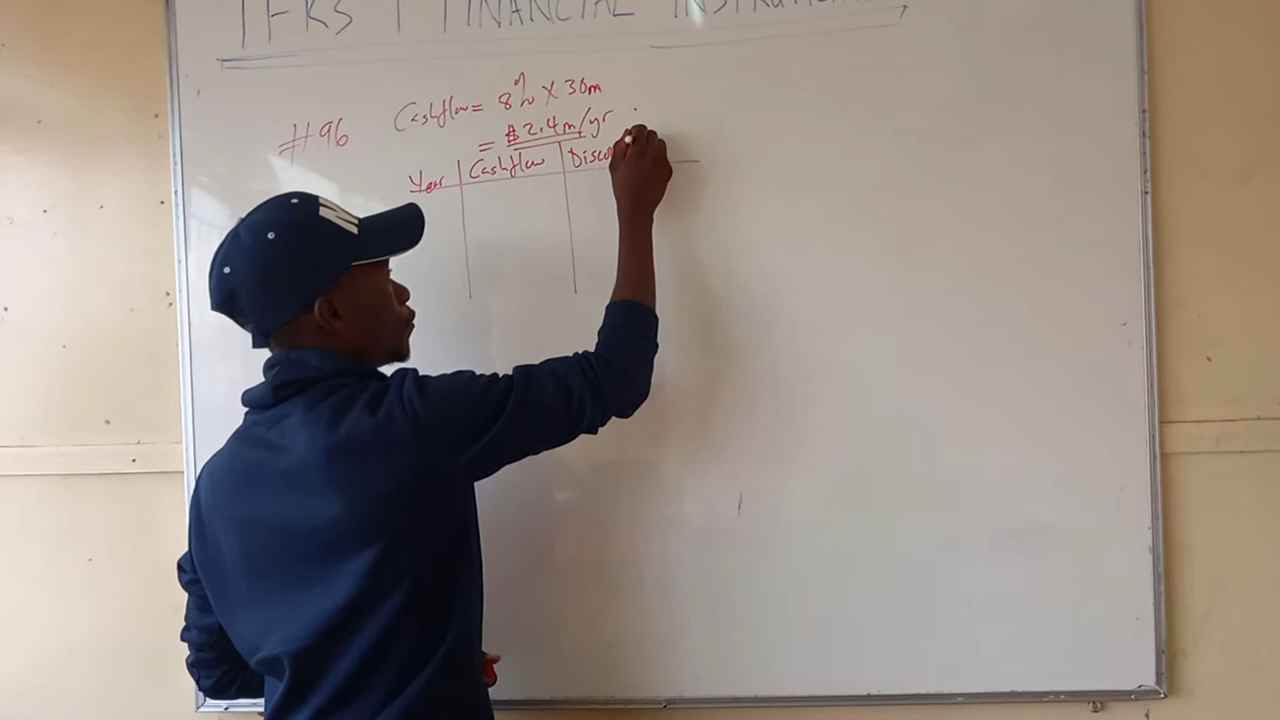 IFRS 9 FINANCIAL INSTRUMENTS
#96
Cashflow = 8% X 30m
= $2.4m/yr
Year Cashflow Disco
N